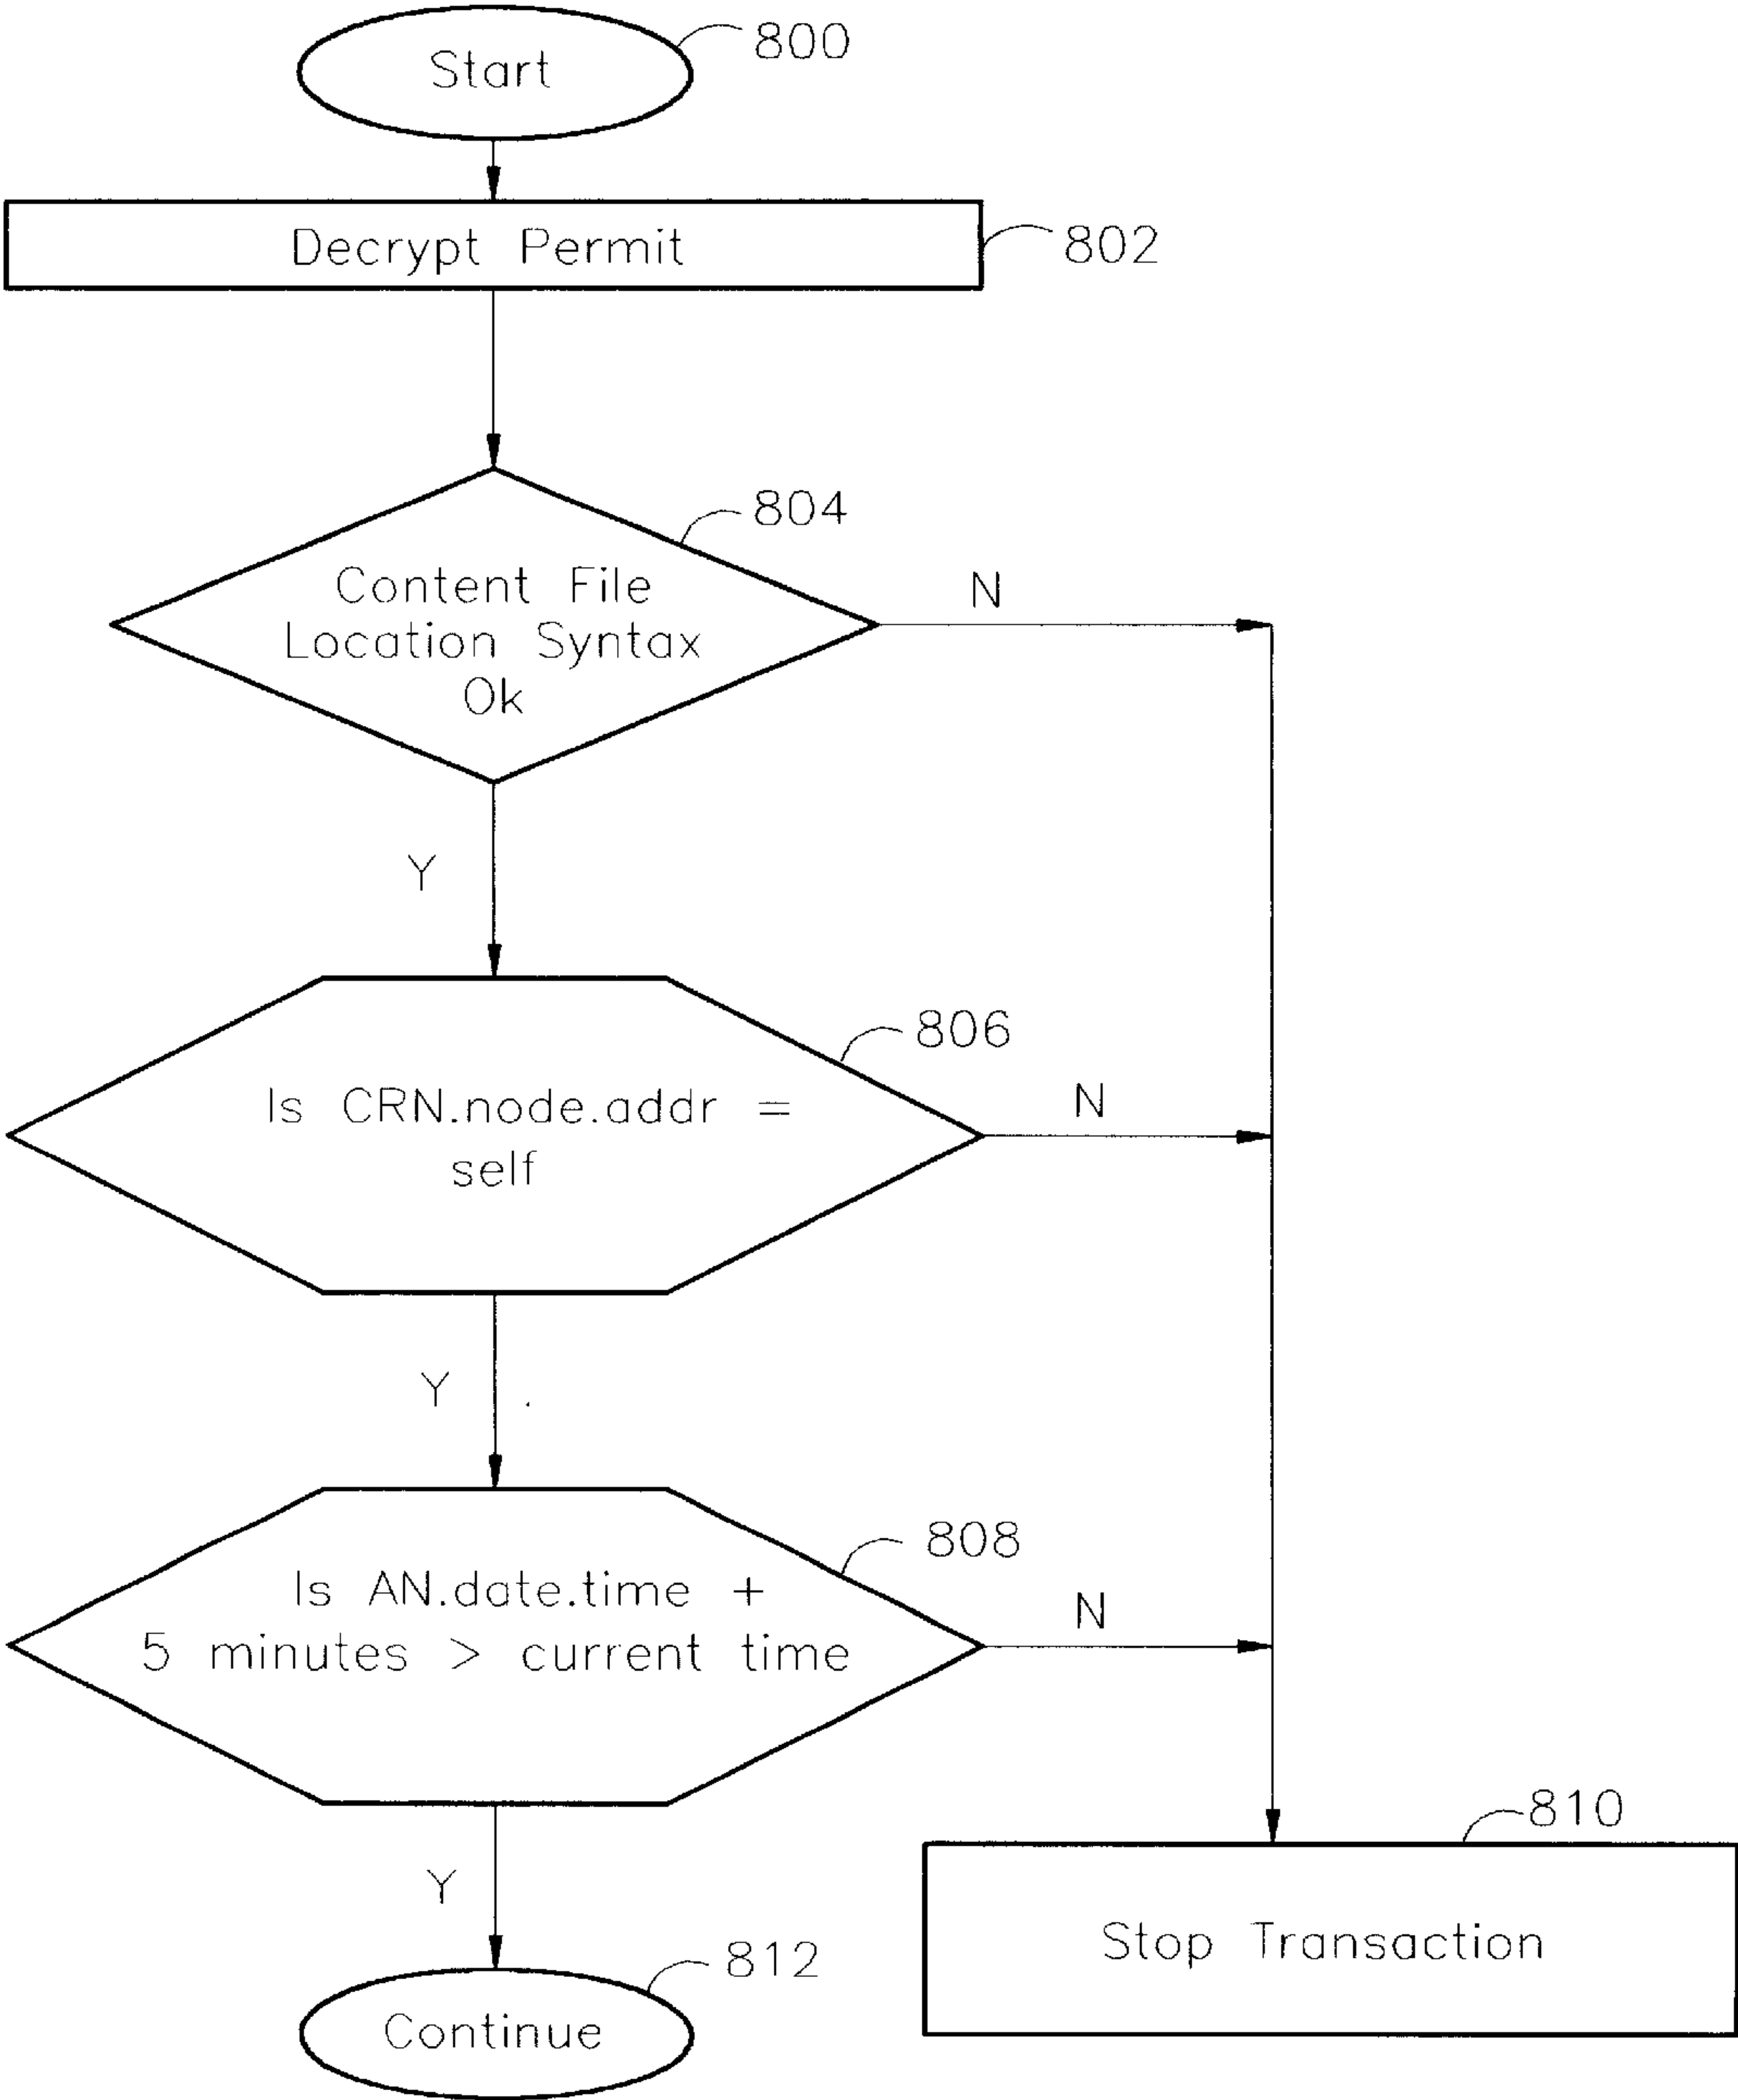 Start
800
Decrypt Permit
802
804
Content File
Location Syntax
Ok
N
Y
806
Is CRN.node.addr =
self
N
Y
808
Is AN.date.time +
5 minutes > current time
N
Y
810
Stop Transaction
812
Continue